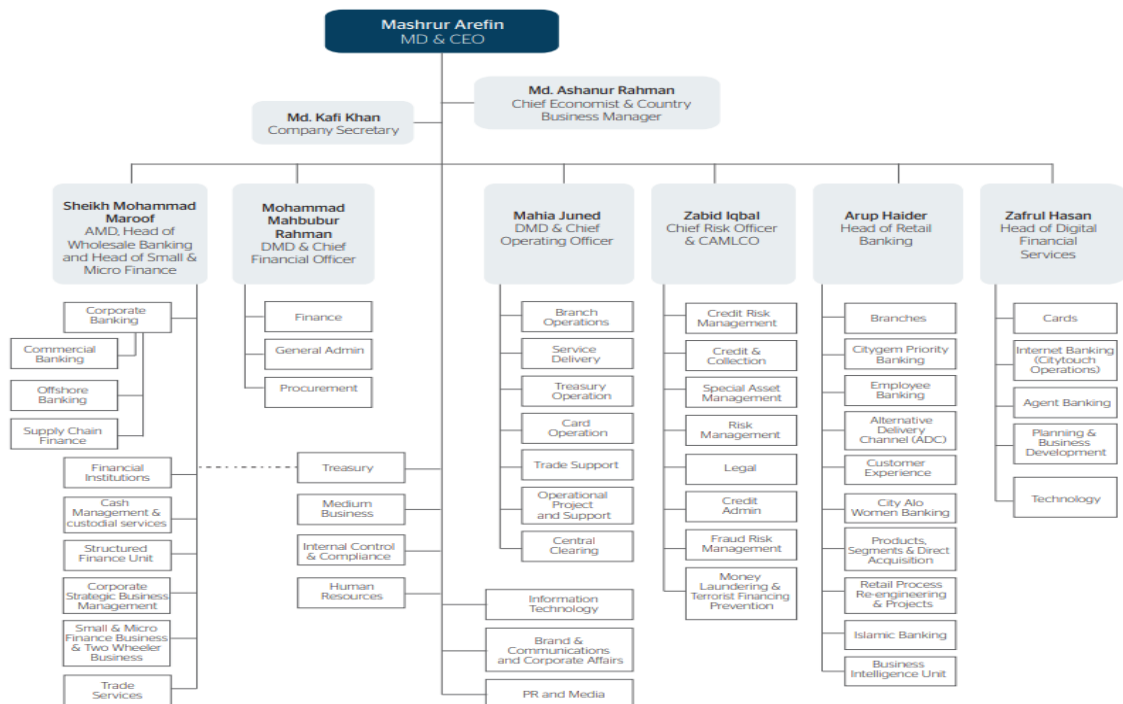 Mashrur Arefin
MD & CEO
Md. Ashanur Rahman
Chief Economist & Country
Business Manager
Md. Kafi Khan
Company Secretary
Sheikh Mohammad
Maroof
AMD, Head of
Wholesale Banking
and Head of Small &
Micro Finance
Mohammad
Mahbubur
Rahman
DMD & Chief
Financial Officer
Mahia Juned
DMD & Chief
Operating Officer
Zabid Iqbal
Chief Risk Officer
& CAMLCO
Arup Haider
Head of Retail
Banking
Zafrul Hasan
Head of Digital
Financial
Services
Corporate
Banking
Commercial
Banking
Offshore
Banking
Supply Chain
Finance
Financial
Institutions
Cash
Management &
custodial services
Structured
Finance Unit
Corporate
Strategic Business
Management
Small & Micro
Finance Business
& Two Wheeler
Business
Trade
Services
Finance
General Admin
Procurement
Treasury
Medium
Business
Internal Control
& Compliance
Human
Resources
Branch
Operations
Service
Delivery
Treasury
Operation
Card
Operation
Trade Support
Operational
Project
and Support
Central
Clearing
Information
Technology
Brand &
Communications
and Corporate Affairs
PR and Media
Credit Risk
Management
Credit &
Collection
Special Asset
Management
Risk
Management
Legal
Credit
Admin
Fraud Risk
Management
Money
Laundering &
Terrorist Financing
Prevention
Branches
Citygem Priority
Banking
Employee
Banking
Alternative
Delivery
Channel (ADC)
Customer
Experience
City Alo
Women Banking
Products,
Segments & Direct
Acquisition
Retail Process
Re-engineering
& Projects
Islamic Banking
Business
Intelligence Unit
Cards
Internet Banking
(Citytouch
Operations)
Agent Banking
Planning &
Business
Development
Technology